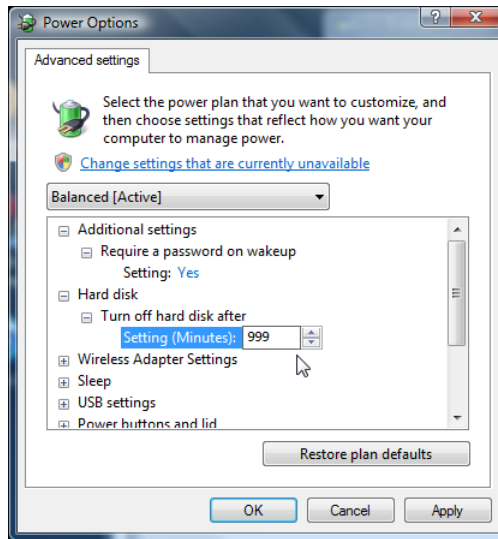 Power Options
Advanced settings
Select the power plan that you want to customize, and
then choose settings that reflect how you want your
computer to manage power.
Change settings that are currently unavailable
Balanced [Active]
Additional settings
Require a password on wakeup
Setting: Yes
Hard disk
Turn off hard disk after
Setting (Minutes): 999
Wireless Adapter Settings
Sleep
USB settings
Power buttons and lid
Restore plan defaults
OK Cancel Apply